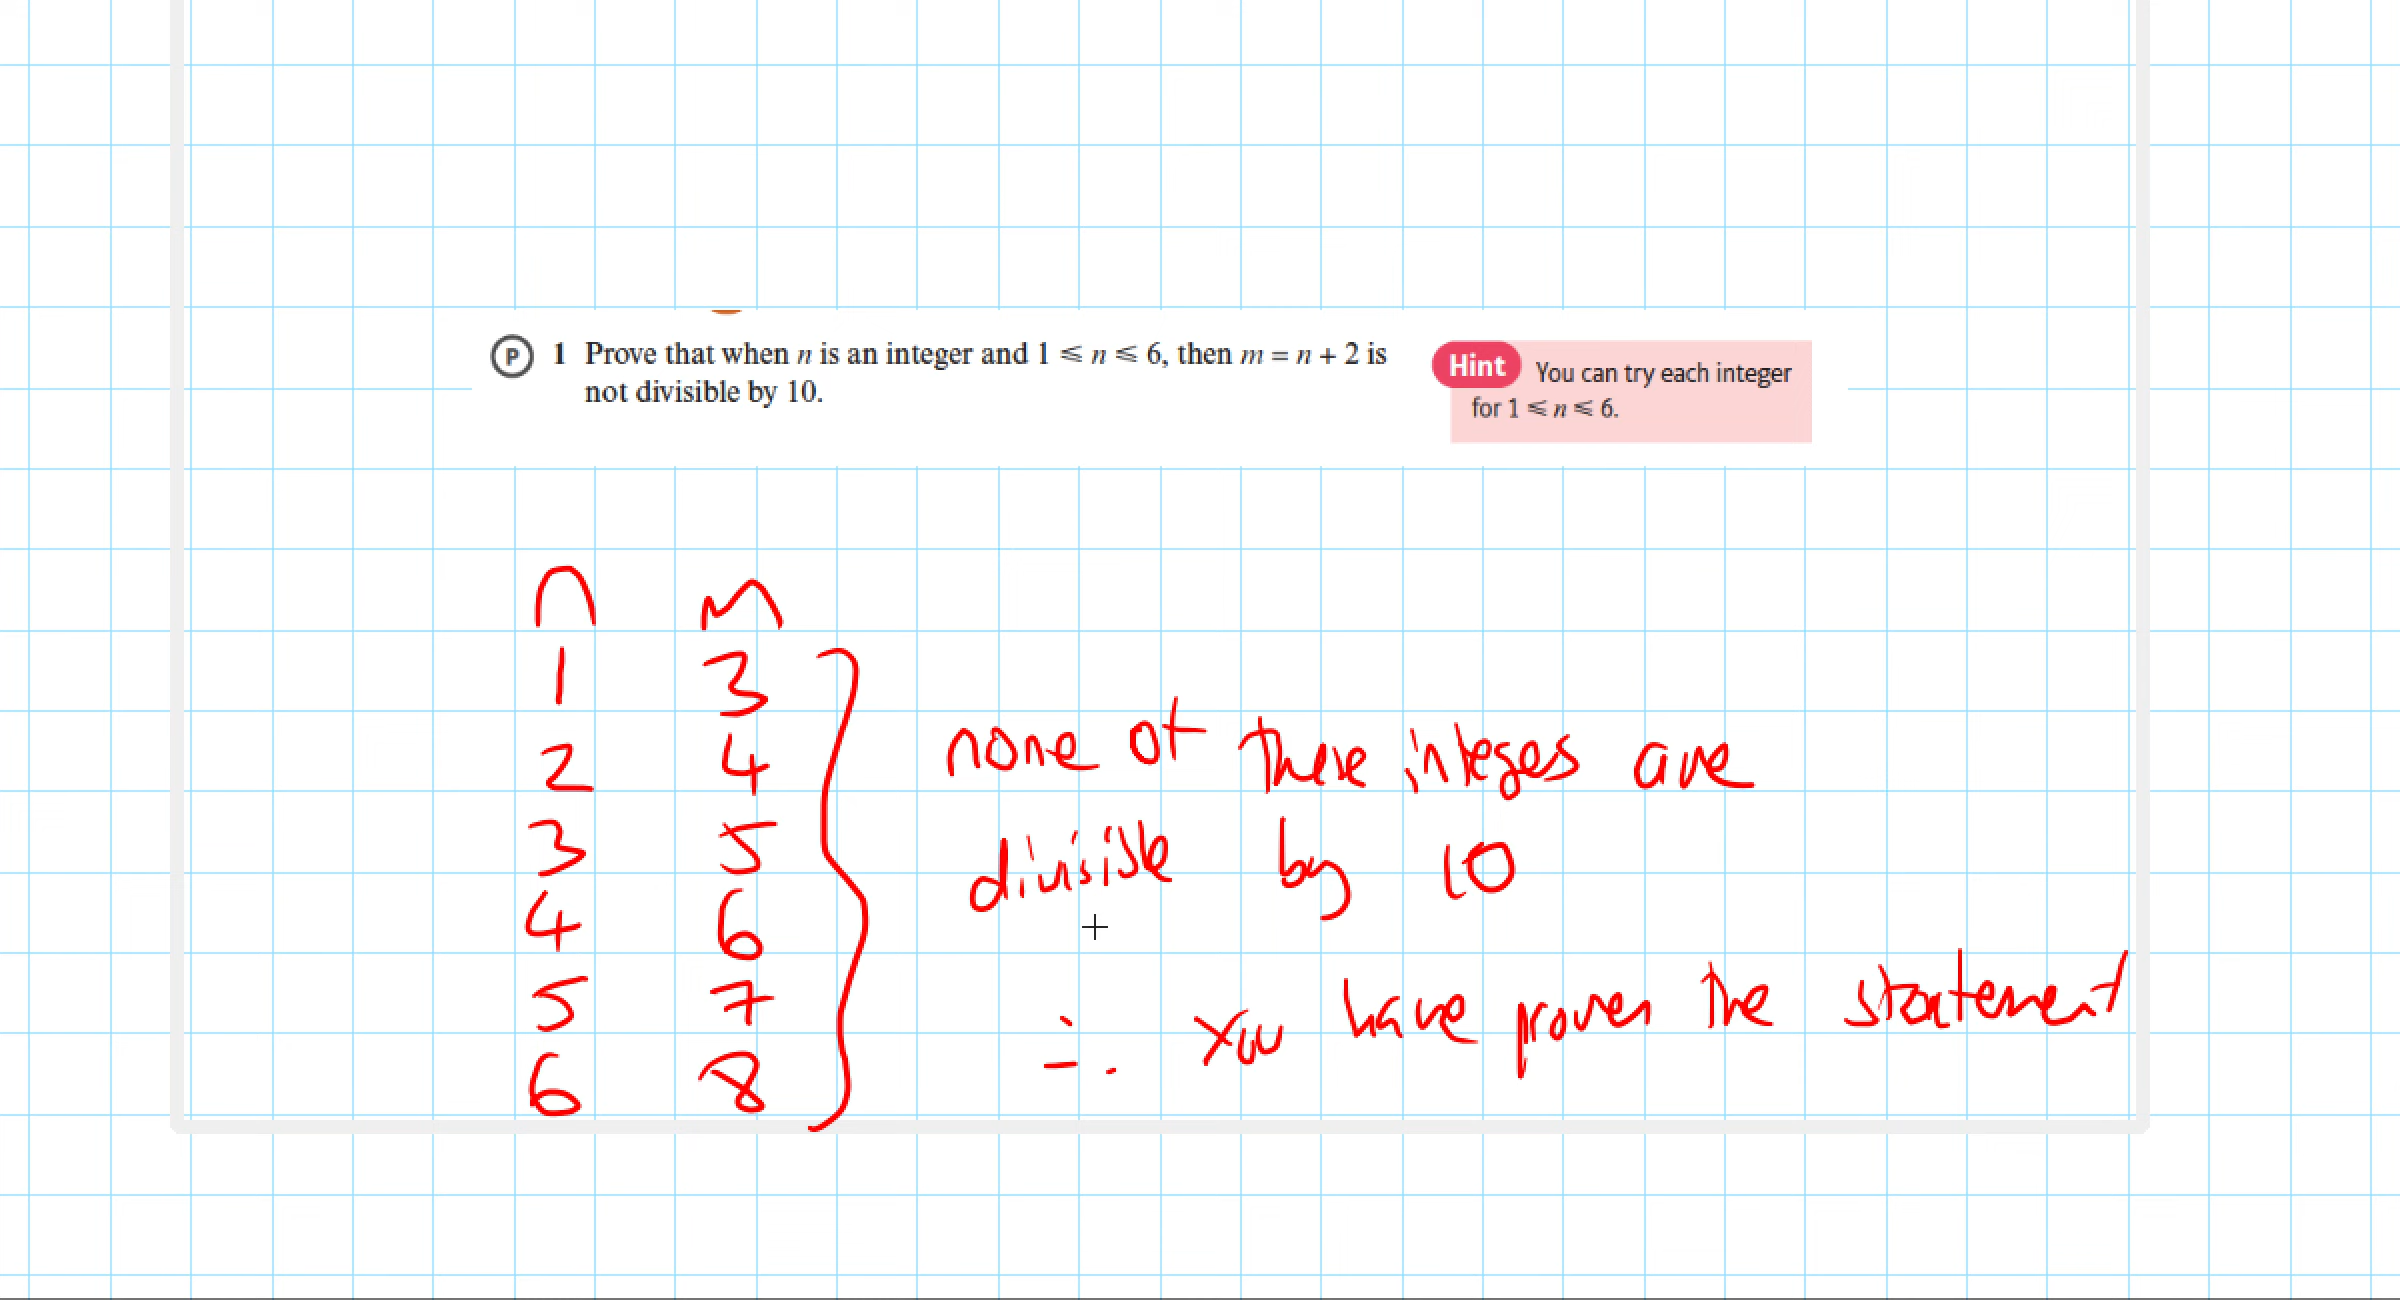 P 1 Prove that when n is an integer and 1 ⩽ n ⩽ 6, then m = n + 2 is
not divisible by 10.
Hint You can try each integer
for 1 ⩽ n ⩽ 6.
n m
1 3
2 4
3 5
4 6
5 7
6 8
none of these integers are
divisible by 10
∴ you have proven the statement